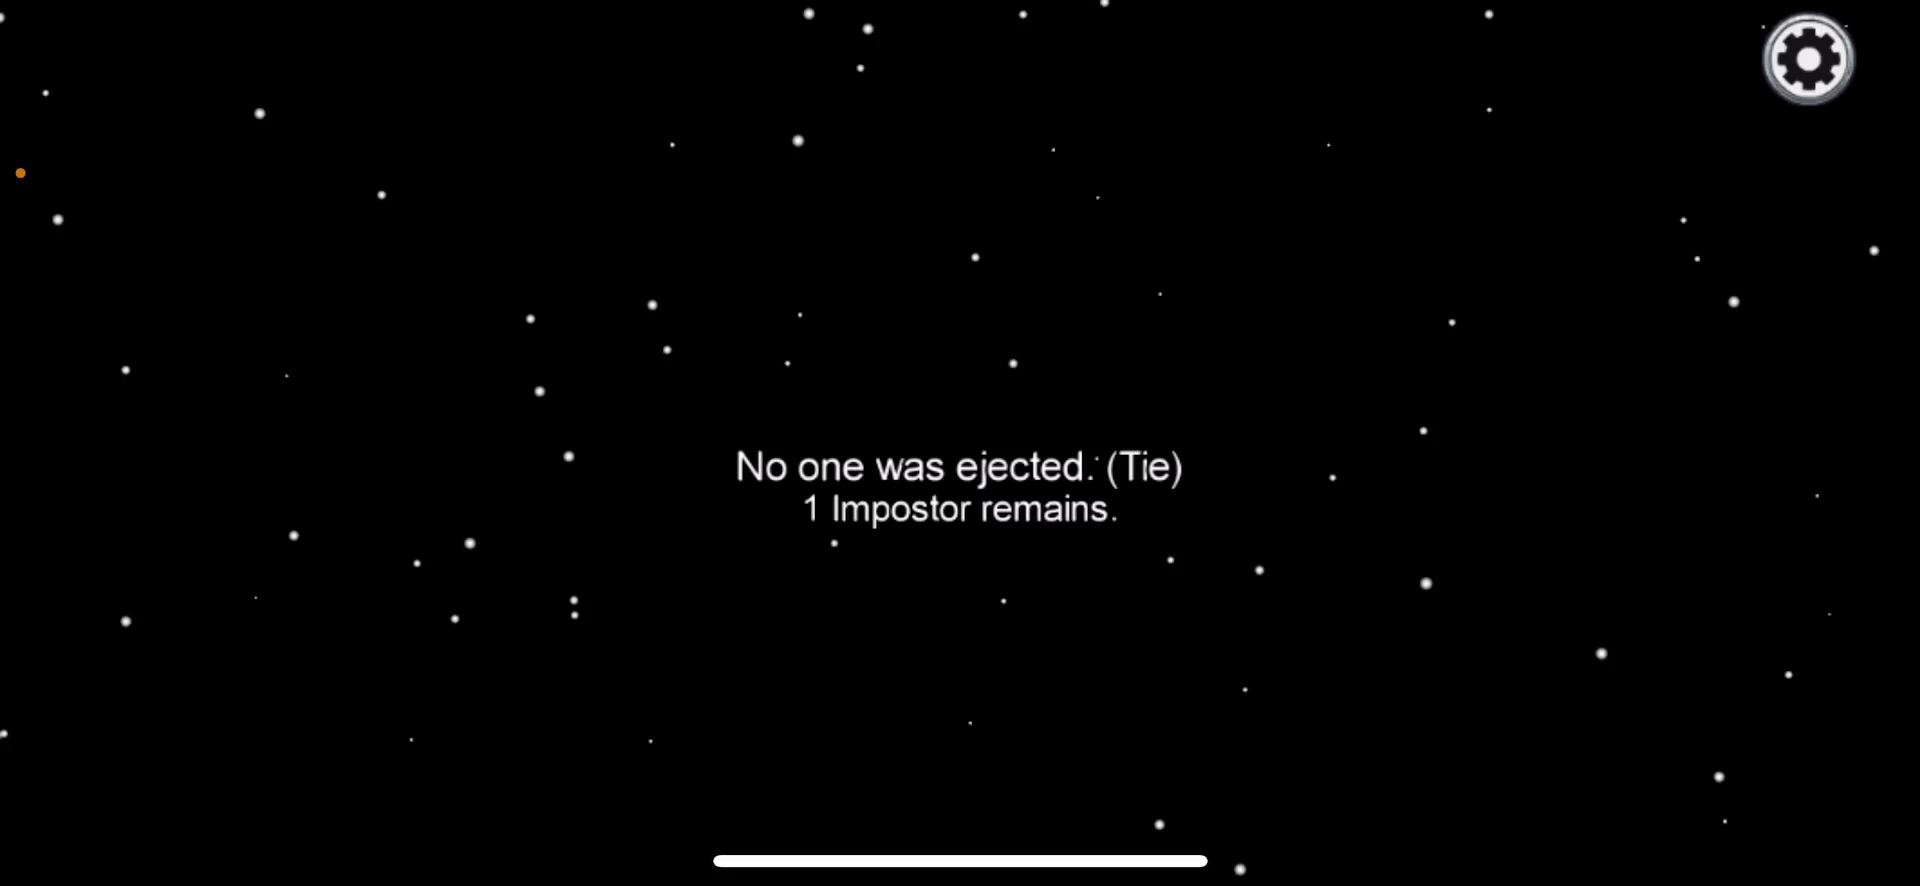 No one was ejected. (Tie)
1 Impostor remains.